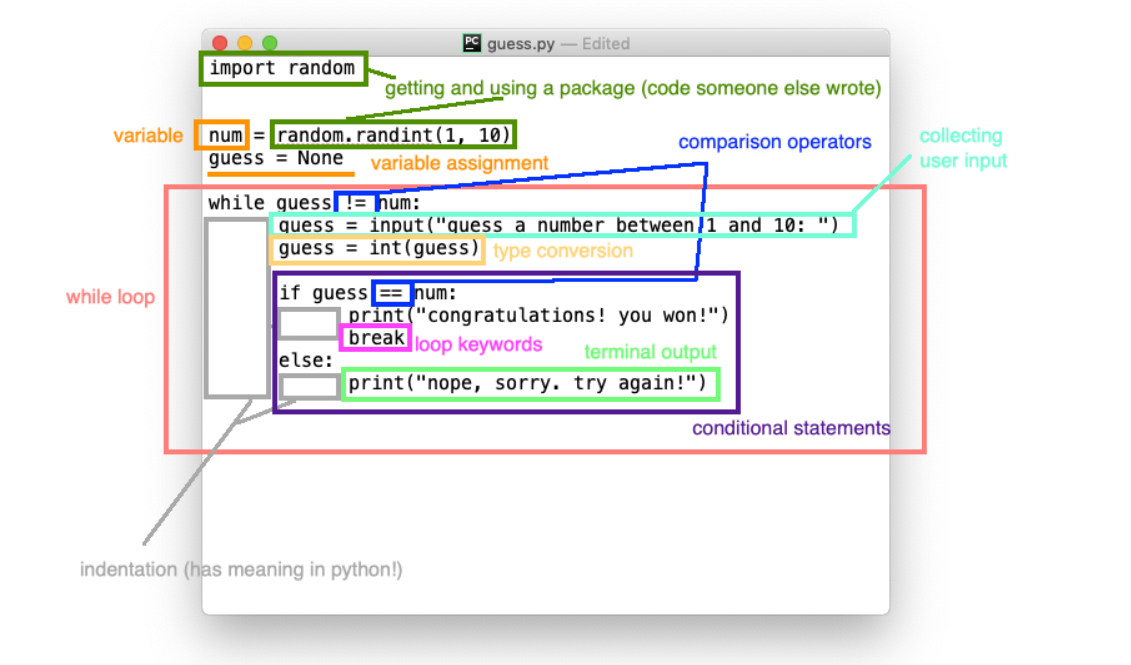 PC guess.py — Edited
import random
getting and using a package (code someone else wrote)
variable
num = random.randint(1, 10)
comparison operators
collecting
user input
guess = None
variable assignment
while guess != num:
guess = input("guess a number between 1 and 10: ")
guess = int(guess)
type conversion
while loop
if guess == num:
print("congratulations! you won!")
break
loop keywords
else:
terminal output
print("nope, sorry. try again!")
conditional statements
indentation (has meaning in python!)